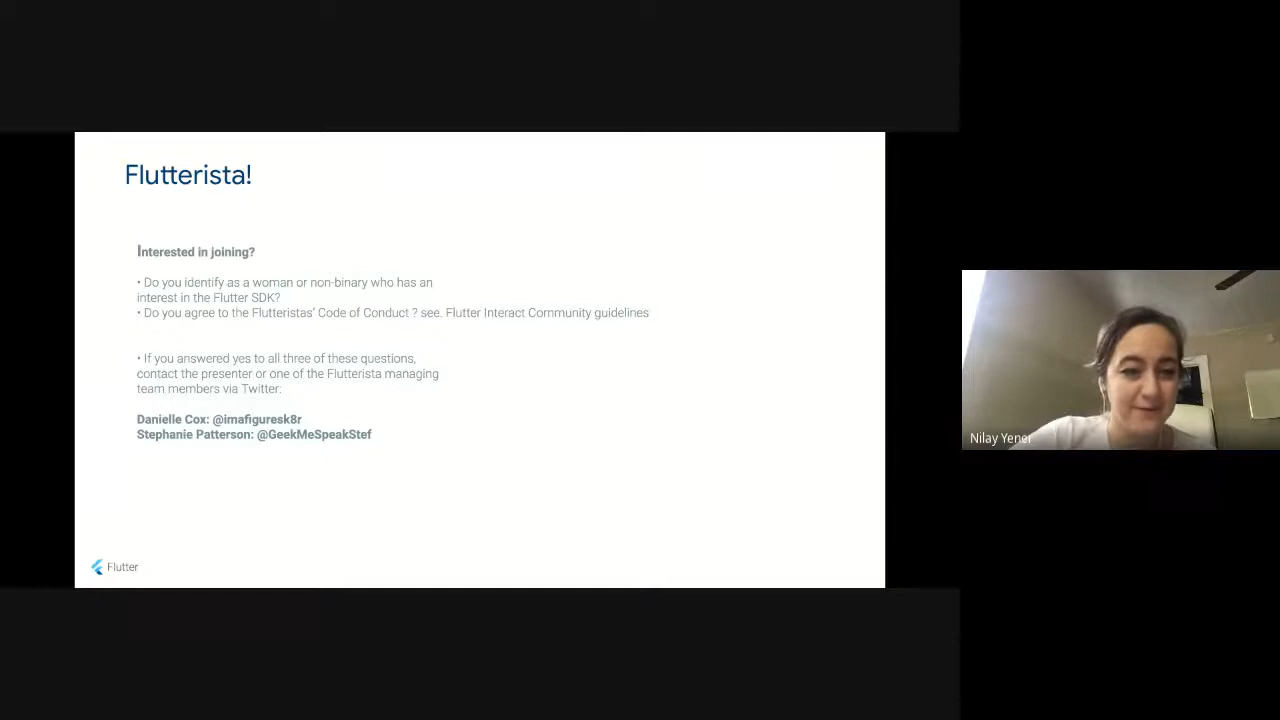 Flutterista!
Interested in joining?
• Do you identify as a woman or non-binary who has an
interest in the Flutter SDK?
• Do you agree to the Flutteristas' Code of Conduct ? see. Flutter Interact Community guidelines
• If you answered yes to all three of these questions,
contact the presenter or one of the Flutterista managing
team members via Twitter:
Danielle Cox: @imafiguresk8r
Stephanie Patterson: @GeekMeSpeakStef
Flutter
Nilay Yener